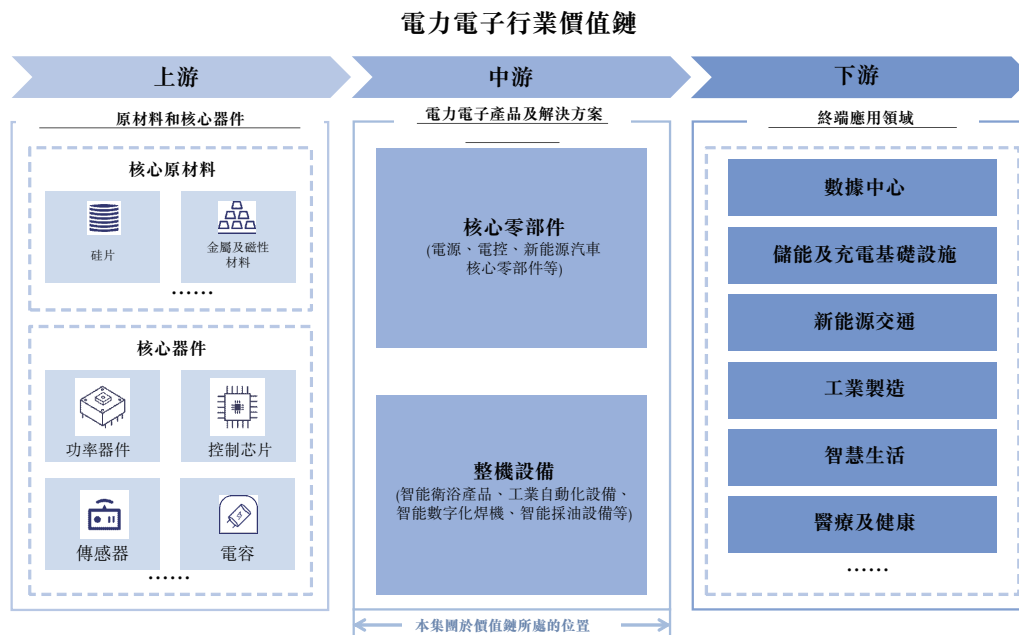 電力電子行業價值鏈
上游
中游
下游
原材料和核心器件
核心原材料
硅片
金屬及磁性
材料
......
核心器件
功率器件
控制芯片
傳感器
電容
......
電力電子產品及解決方案
核心零部件
(電源、電控、新能源汽車
核心零部件等)
整機設備
(智能衛浴產品、工業自動化設備、
智能數字化焊機、智能採油設備等)
本集團於價值鏈所處的位置
終端應用領域
數據中心
儲能及充電基礎設施
新能源交通
工業製造
智慧生活
醫療及健康
......